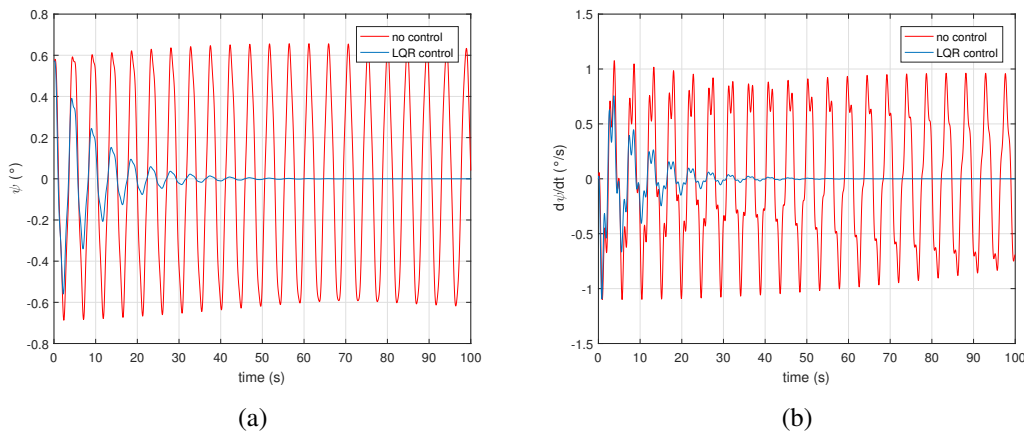 0.8
0.6
0.4
0.2
0
-0.2
-0.4
-0.6
-0.8
ψ (°)
0 10 20 30 40 50 60 70 80 90 100
time (s)
no control
LQR control
(a)
1.5
1
0.5
0
-0.5
-1
-1.5
dψ/dt (°/s)
0 10 20 30 40 50 60 70 80 90 100
time (s)
no control
LQR control
(b)